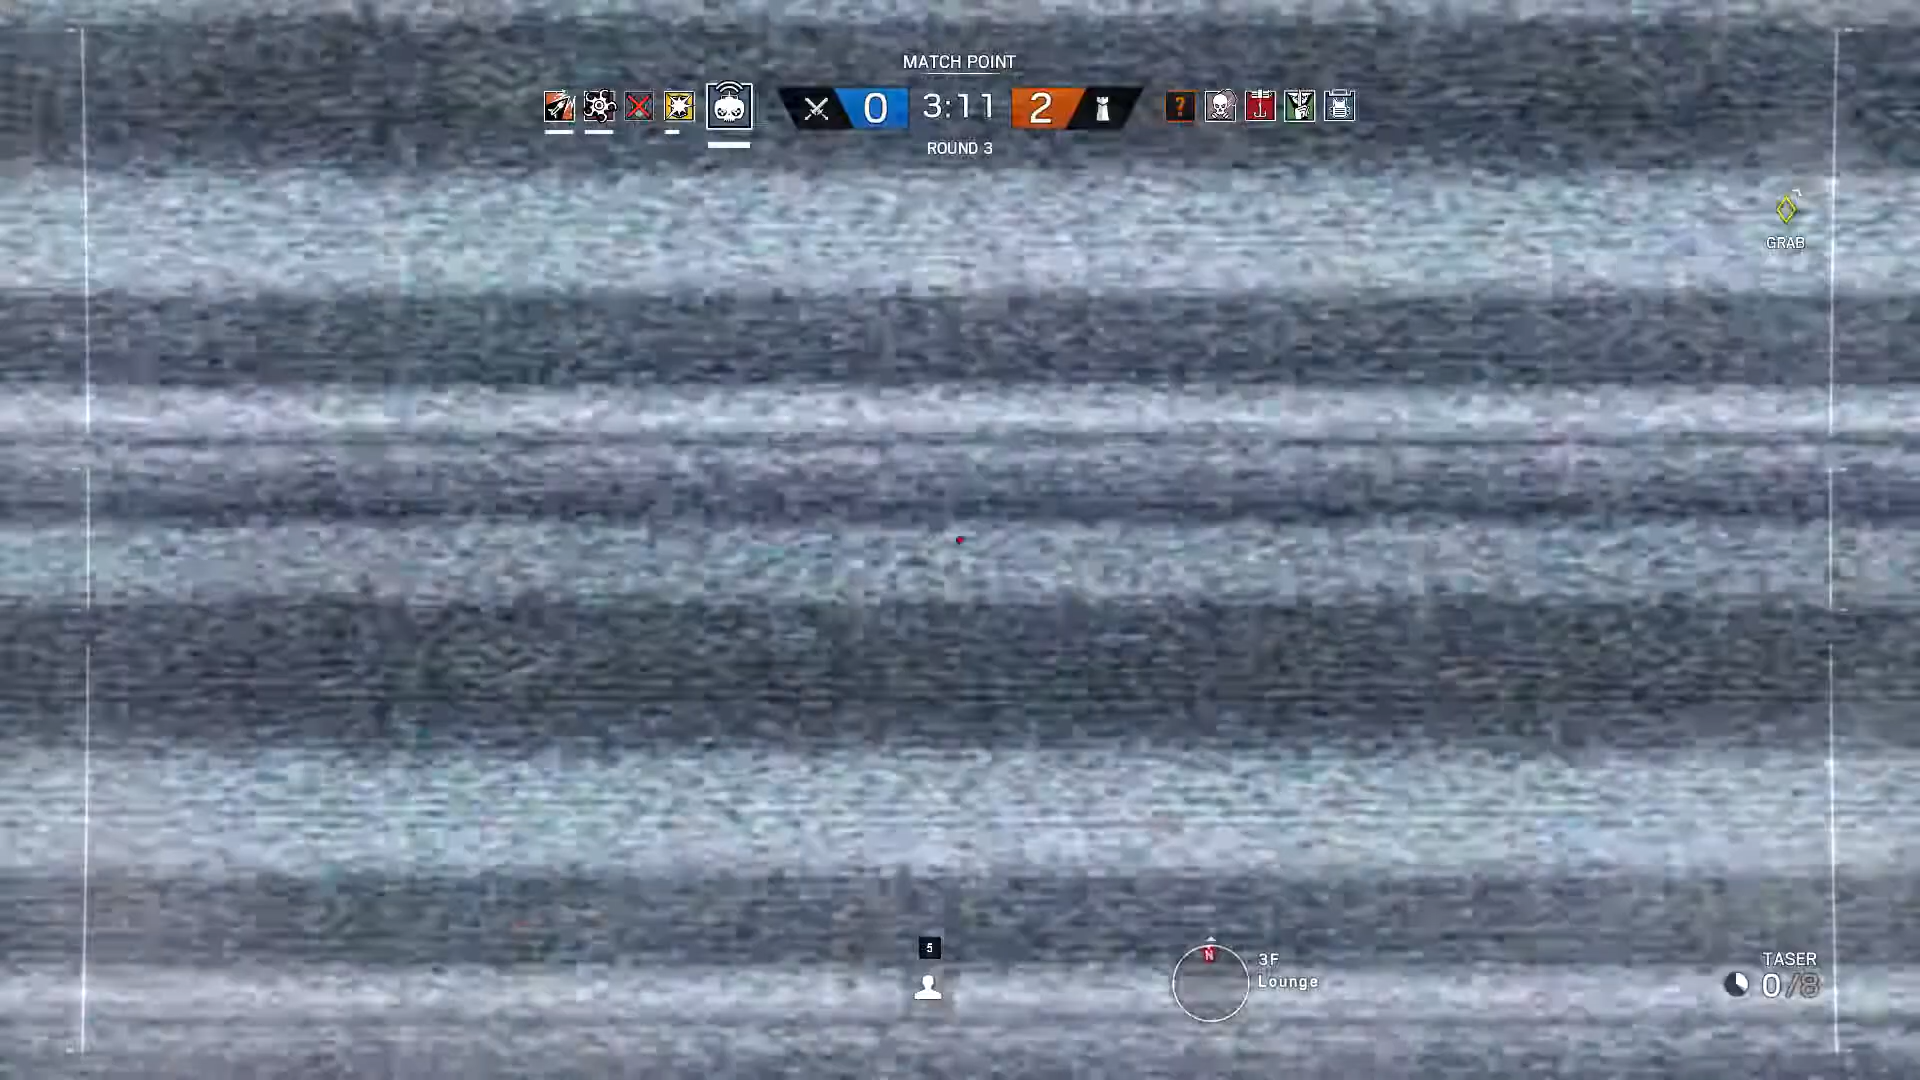 MATCH POINT
0 3:11 2
?
ROUND 3
GRAB
5
N
3F
Lounge
TASER
0/8